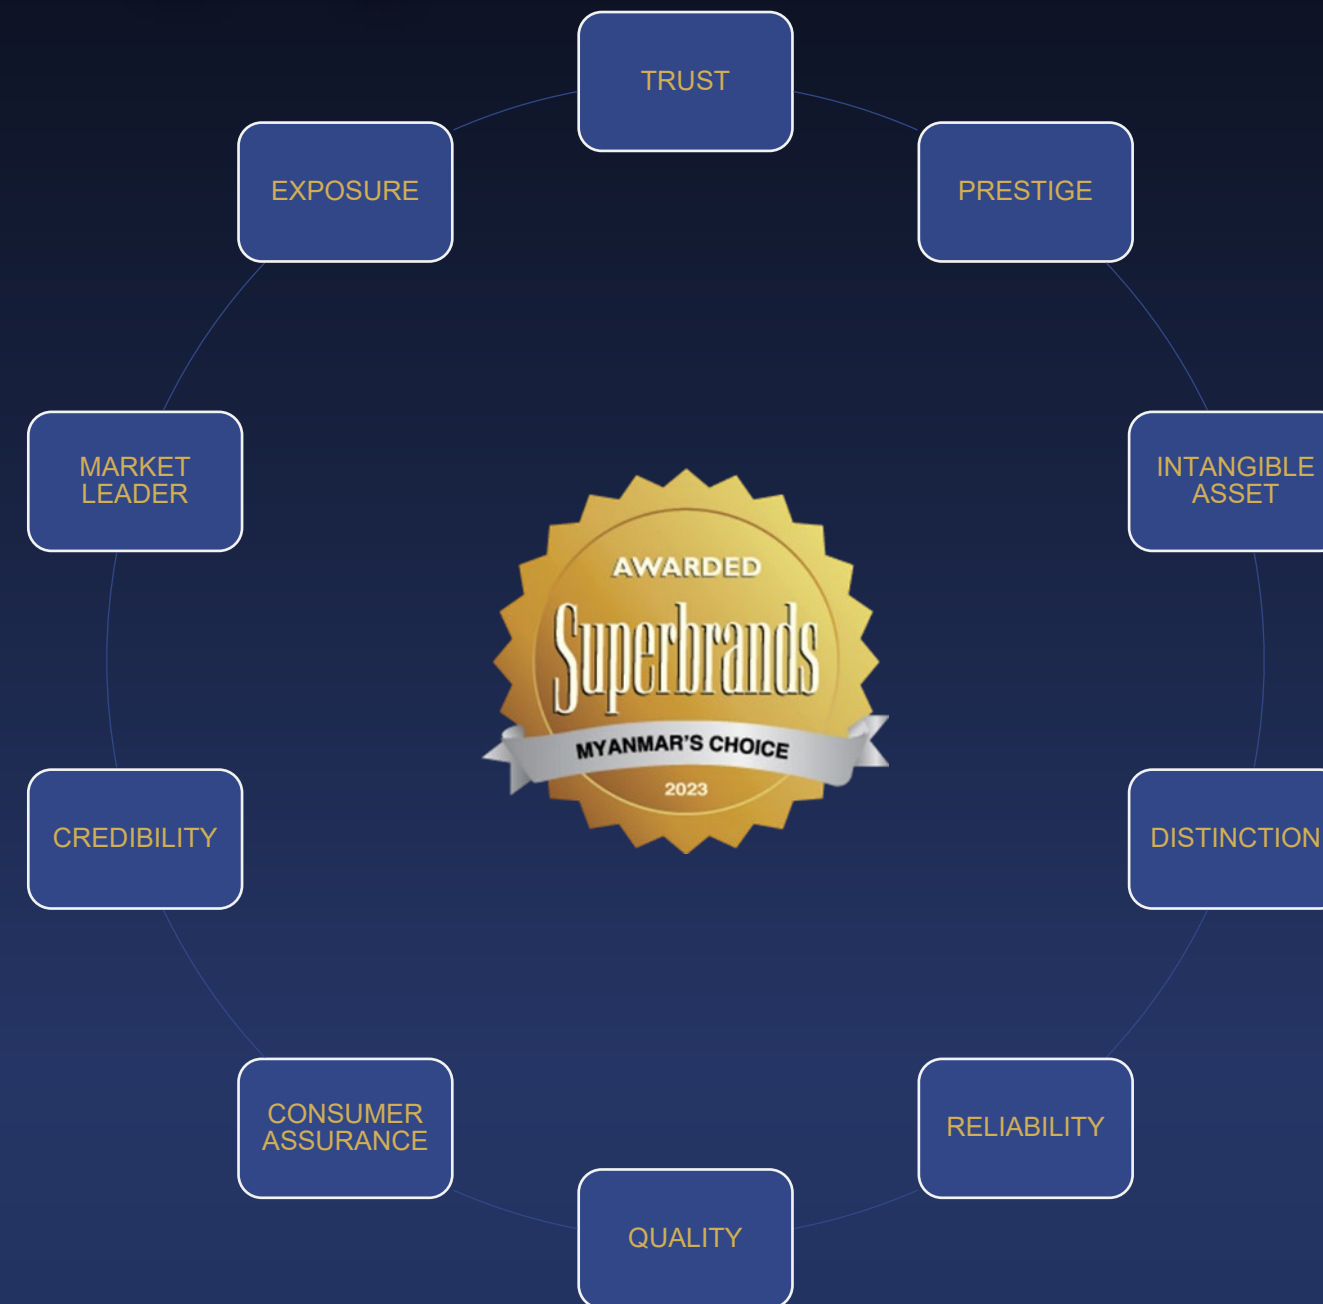 TRUST
EXPOSURE
PRESTIGE
MARKET
LEADER
INTANGIBLE
ASSET
AWARDED
Superbrands
MYANMAR'S CHOICE
2023
CREDIBILITY
DISTINCTION
CONSUMER
ASSURANCE
RELIABILITY
QUALITY